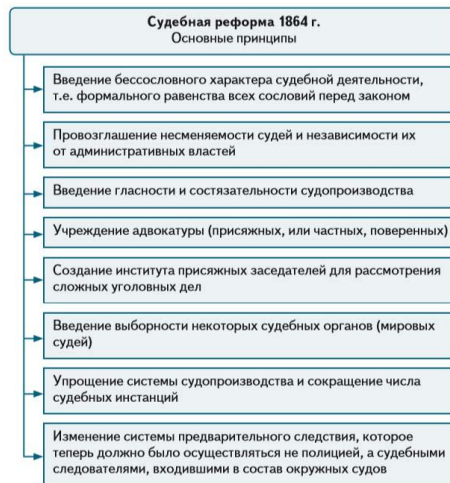 Судебная реформа 1864 г.
Основные принципы
Введение бессословного характера судебной деятельности,
т.е. формального равенства всех сословий перед законом
Провозглашение несменяемости судей и независимости их
от административных властей
Введение гласности и состязательности судопроизводства
Учреждение адвокатуры (присяжных, или частных, поверенных)
Создание института присяжных заседателей для рассмотрения
сложных уголовных дел
Введение выборности некоторых судебных органов (мировых
судей)
Упрощение системы судопроизводства и сокращение числа
судебных инстанций
Изменение системы предварительного следствия, которое
теперь должно было осуществляться не полицией, а судебными
следователями, входившими в состав окружных судов